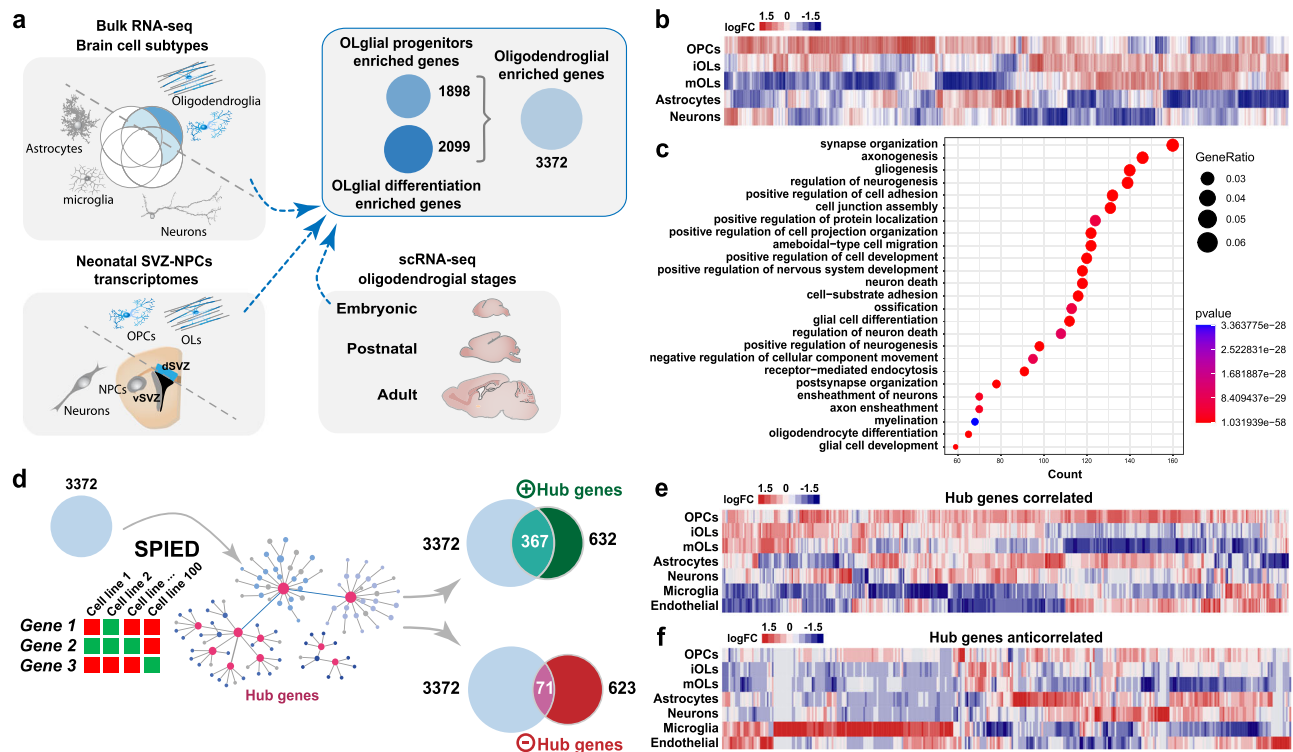 a
Bulk RNA-seq
Brain cell subtypes
Oligodendroglia
Astrocytes
microglia
Neurons
OLglial progenitors
enriched genes
1898
2099
OLglial differentiation
enriched genes
Oligodendroglial
enriched genes
3372
Neonatal SVZ-NPCs
transcriptomes
OPCs
OLs
dSVZ
NPCs
vSVZ
Neurons
scRNA-seq
oligodendrogial stages
Embryonic
Postnatal
Adult
b
logFC
1.5 0 -1.5
OPCs
iOLs
mOLs
Astrocytes
Neurons
c
synapse organization
axonogenesis
gliogenesis
regulation of neurogenesis
positive regulation of cell adhesion
cell junction assembly
positive regulation of protein localization
positive regulation of cell projection organization
ameboidal-type cell migration
positive regulation of cell development
positive regulation of nervous system development
neuron death
cell-substrate adhesion
ossification
glial cell differentiation
regulation of neuron death
positive regulation of neurogenesis
negative regulation of cellular component movement
receptor-mediated endocytosis
postsynapse organization
ensheathment of neurons
axon ensheathment
myelination
oligodendrocyte differentiation
glial cell development
60 80 100 120 140 160
Count
GeneRatio
0.03
0.04
0.05
0.06
pvalue
3.363775e-28
2.522831e-28
1.681887e-28
8.409437e-29
1.031939e-58
d
3372
SPIED
Cell line 1
Cell line 2
Cell line ...
Cell line 100
Gene 1
Gene 2
Gene 3
Hub genes
+ Hub genes
3372
367
632
3372
71
623
- Hub genes
e
logFC
1.5 0 -1.5
Hub genes correlated
OPCs
iOLs
mOLs
Astrocytes
Neurons
Microglia
Endothelial
f
logFC
1.5 0 -1.5
Hub genes anticorrelated
OPCs
iOLs
mOLs
Astrocytes
Neurons
Microglia
Endothelial